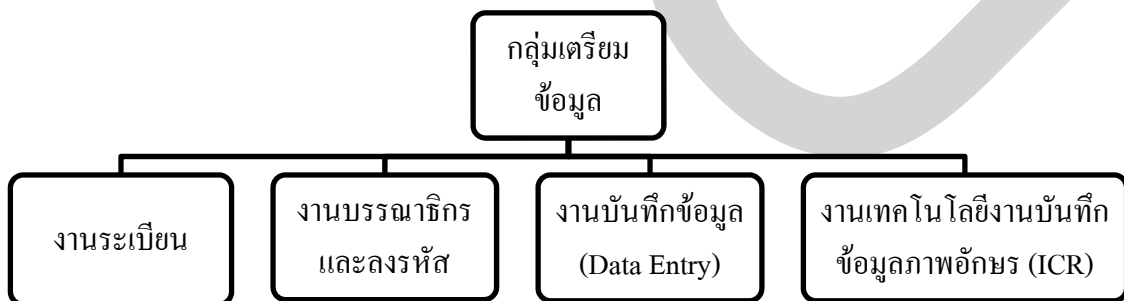 กลุ่มเตรียม
ข้อมูล
งานระเบียน
งานบรรณาธิกร
และลงรหัส
งานบันทึกข้อมูล
(Data Entry)
งานเทคโนโลยีงานบันทึก
ข้อมูลภาพอักษร (ICR)